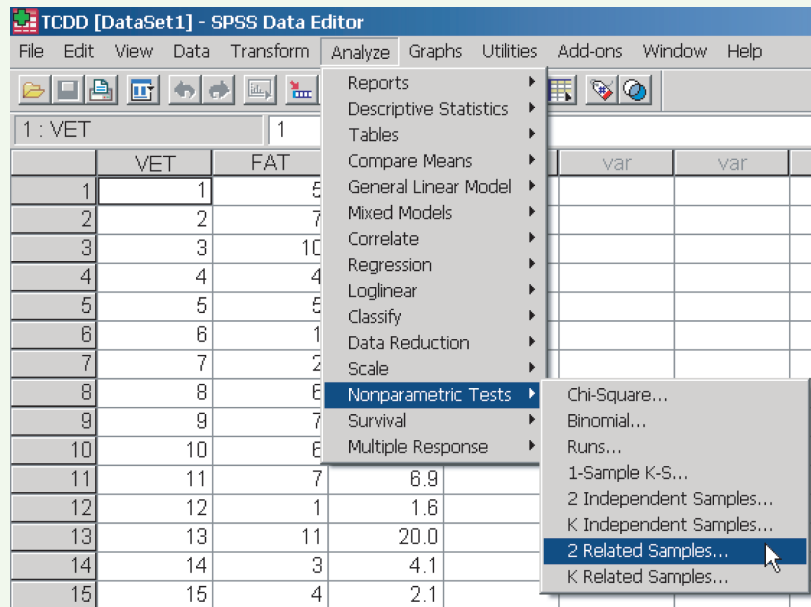 TCDD [DataSet1] - SPSS Data Editor
File Edit View Data Transform Analyze Graphs Utilities Add-ons Window Help
1 : VET 1
VET FAT var var
Reports
Descriptive Statistics
Tables
Compare Means
General Linear Model
Mixed Models
Correlate
Regression
Loglinear
Classify
Data Reduction
Scale
Nonparametric Tests
Survival
Multiple Response
Chi-Square...
Binomial...
Runs...
1-Sample K-S...
2 Independent Samples...
K Independent Samples...
2 Related Samples...
K Related Samples...
1 1 5
2 2 7
3 3 10
4 4 4
5 5 5
6 6 1
7 7 2
8 8 6
9 9 7
10 10 6
11 11 7 6.9
12 12 1 1.6
13 13 11 20.0
14 14 3 4.1
15 15 4 2.1